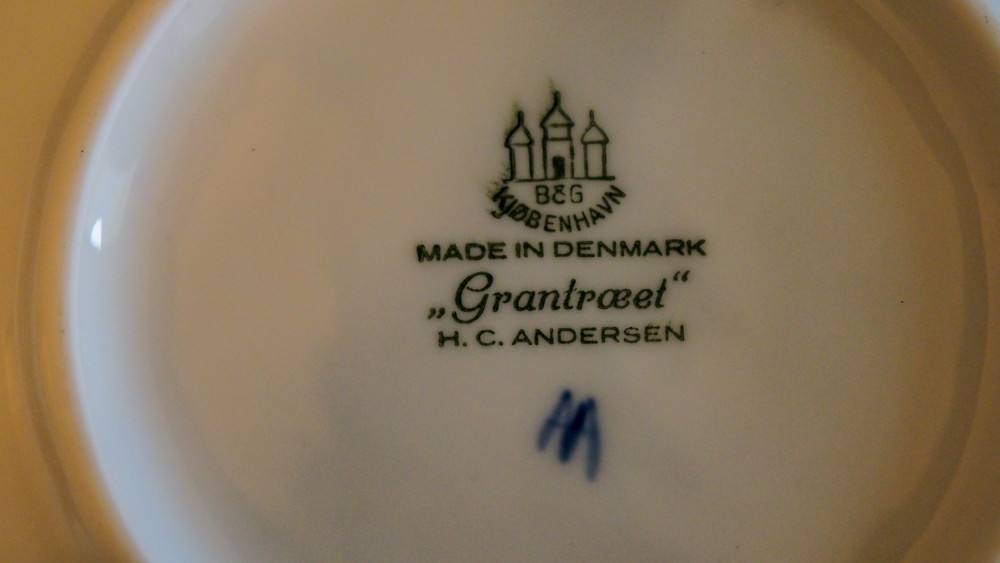 B&G
KJØBENHAVN
MADE IN DENMARK
„Grantræet“
H. C. ANDERSEN